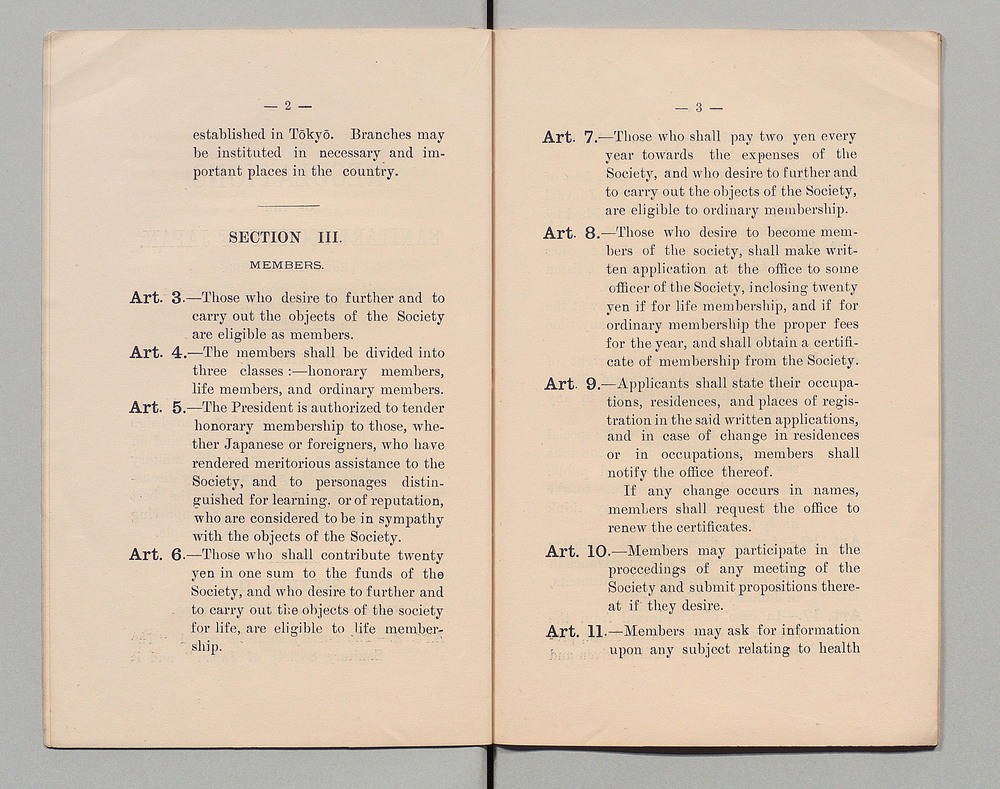 — 2 —
established in Tōkyō. Branches may
be instituted in necessary and im-
portant places in the country.
SECTION III.
MEMBERS.
Art. 3.—Those who desire to further and to
carry out the objects of the Society
are eligible as members.
Art. 4.—The members shall be divided into
three classes :—honorary members,
life members, and ordinary members.
Art. 5.—The President is authorized to tender
honorary membership to those, whe-
ther Japanese or foreigners, who have
rendered meritorious assistance to the
Society, and to personages distin-
guished for learning. or of reputation,
who are considered to be in sympathy
with the objects of the Society.
Art. 6.—Those who shall contribute twenty
yen in one sum to the funds of the
Society, and who desire to further and
to carry out the objects of the society
for life, are eligible to life member-
ship.
— 3 —
Art. 7.—Those who shall pay two yen every
year towards the expenses of the
Society, and who desire to further and
to carry out the objects of the Society,
are eligible to ordinary membership.
Art. 8.—Those who desire to become mem-
bers of the society, shall make writ-
ten application at the office to some
officer of the Society, inclosing twenty
yen if for life membership, and if for
ordinary membership the proper fees
for the year, and shall obtain a certifi-
cate of membership from the Society.
Art. 9.—Applicants shall state their occupa-
tions, residences, and places of regis-
tration in the said written applications,
and in case of change in residences
or in occupations, members shall
notify the office thereof.
If any change occurs in names,
members shall request the office to
renew the certificates.
Art. 10.—Members may participate in the
proceedings of any meeting of the
Society and submit propositions there-
at if they desire.
Art. 11.—Members may ask for information
upon any subject relating to health